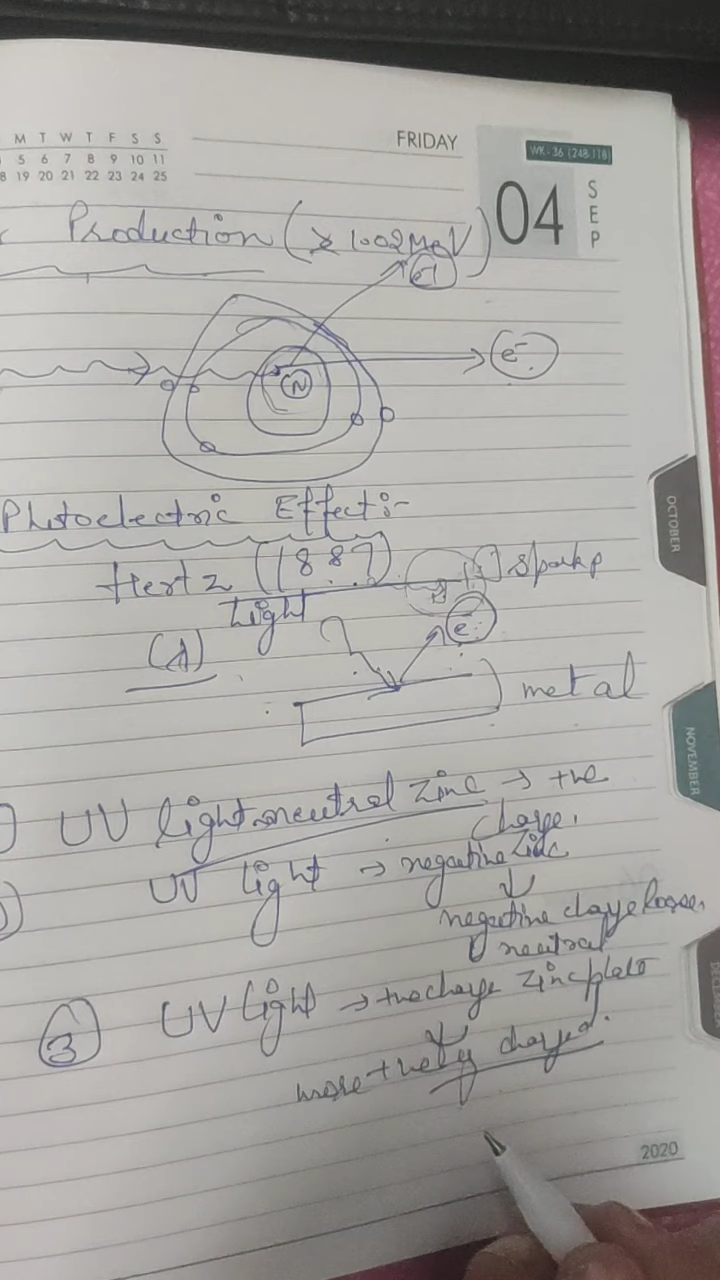 M T W T F S S
5 6 7 8 9 10 11
18 19 20 21 22 23 24 25
FRIDAY
WK - 36 (248-118)
04
SEP
Production (≥ 1.02 MeV)
e+
e-
N
Photoelectric Effect:-
Hertz (1887)
Light
(A)
e-
metal
UV light neutral zinc → +ve
charge.
UV light → negative Zinc
↓
negative charge looses,
neutral
3 UV light → +ve charge Zinc plate
↓
more +vely charged.
OCTOBER
NOVEMBER
2020